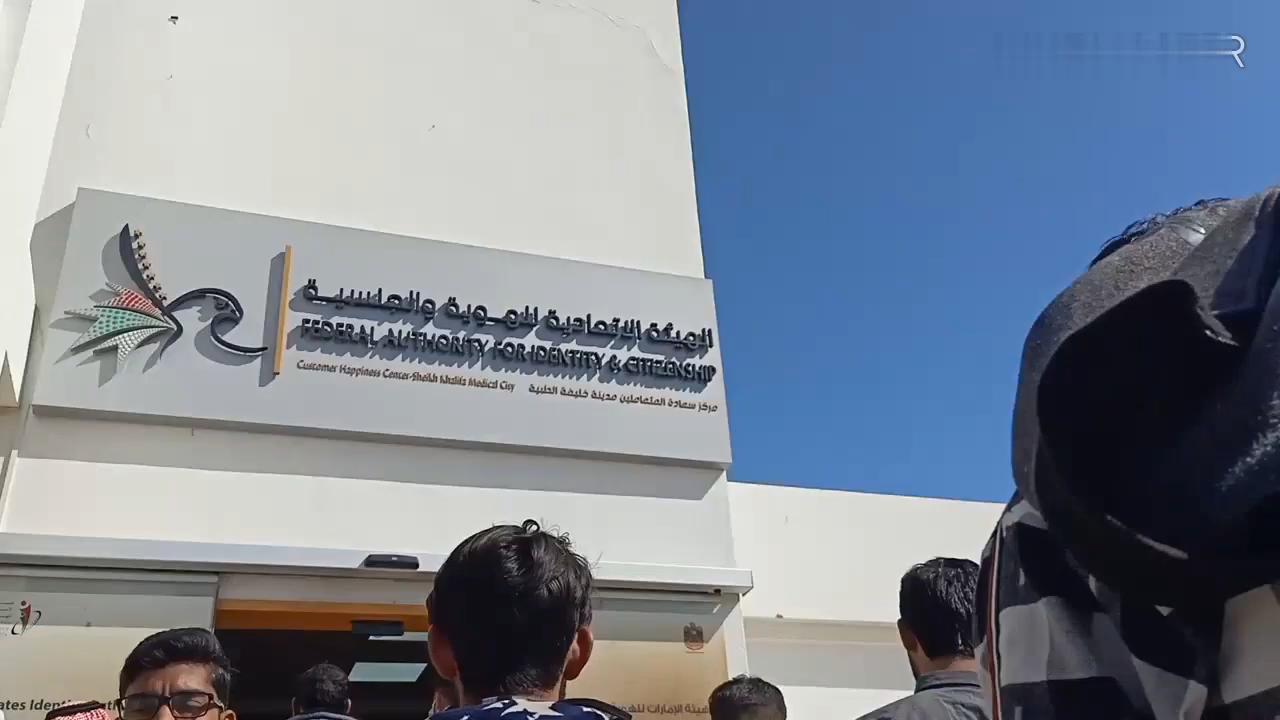 الهيئة الاتحادية للهوية والجنسية
FEDERAL AUTHORITY FOR IDENTITY & CITIZENSHIP
Customer Happiness Center-Sheikh Khalifa Medical City مركز سعادة المتعاملين مدينة خليفة الطبية